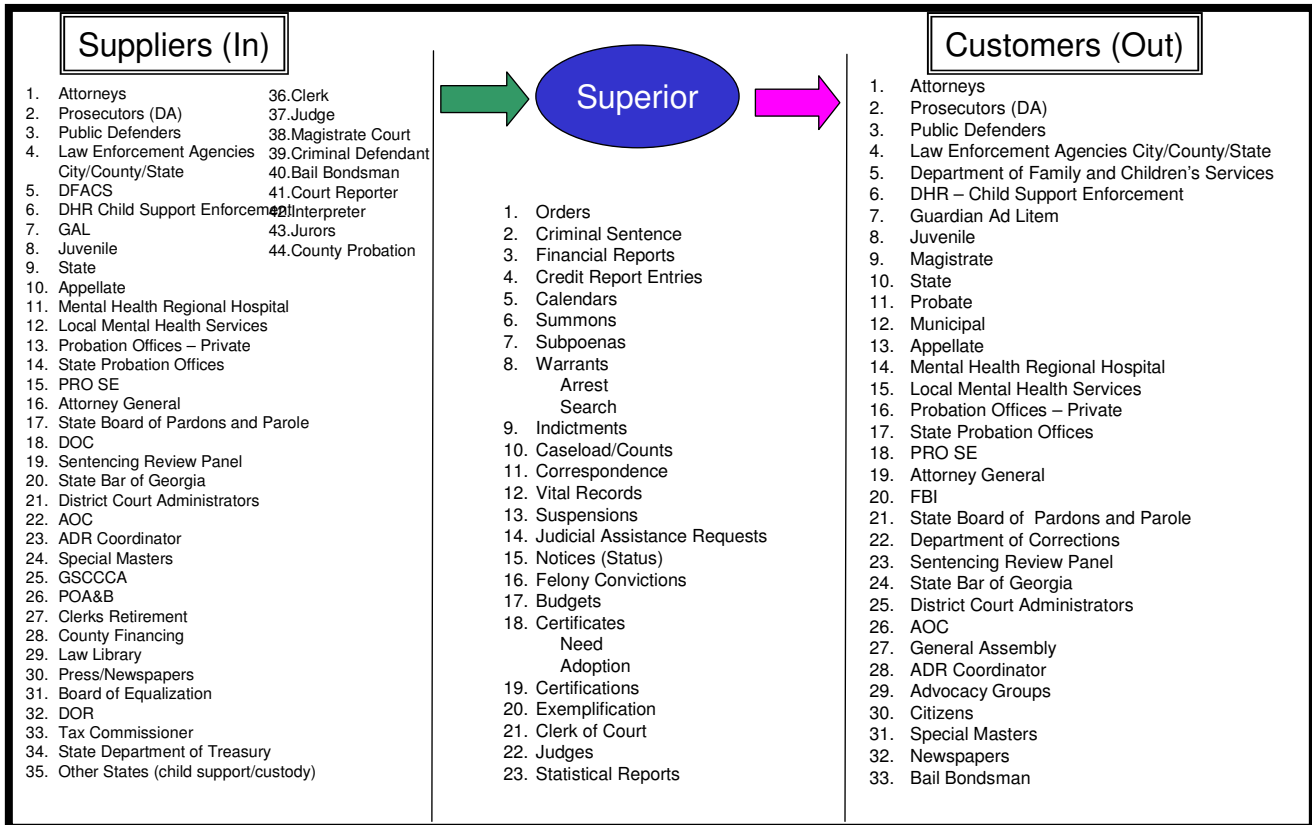 Suppliers (In)
1. Attorneys
2. Prosecutors (DA)
3. Public Defenders
4. Law Enforcement Agencies
City/County/State
5. DFACS
6. DHR Child Support Enforcement
7. GAL
8. Juvenile
9. State
10. Appellate
11. Mental Health Regional Hospital
12. Local Mental Health Services
13. Probation Offices – Private
14. State Probation Offices
15. PRO SE
16. Attorney General
17. State Board of Pardons and Parole
18. DOC
19. Sentencing Review Panel
20. State Bar of Georgia
21. District Court Administrators
22. AOC
23. ADR Coordinator
24. Special Masters
25. GSCCCA
26. POA&B
27. Clerks Retirement
28. County Financing
29. Law Library
30. Press/Newspapers
31. Board of Equalization
32. DOR
33. Tax Commissioner
34. State Department of Treasury
35. Other States (child support/custody)
36.Clerk
37.Judge
38.Magistrate Court
39.Criminal Defendant
40.Bail Bondsman
41.Court Reporter
42.Interpreter
43.Jurors
44.County Probation
Superior
1. Orders
2. Criminal Sentence
3. Financial Reports
4. Credit Report Entries
5. Calendars
6. Summons
7. Subpoenas
8. Warrants
Arrest
Search
9. Indictments
10. Caseload/Counts
11. Correspondence
12. Vital Records
13. Suspensions
14. Judicial Assistance Requests
15. Notices (Status)
16. Felony Convictions
17. Budgets
18. Certificates
Need
Adoption
19. Certifications
20. Exemplification
21. Clerk of Court
22. Judges
23. Statistical Reports
Customers (Out)
1. Attorneys
2. Prosecutors (DA)
3. Public Defenders
4. Law Enforcement Agencies City/County/State
5. Department of Family and Children's Services
6. DHR – Child Support Enforcement
7. Guardian Ad Litem
8. Juvenile
9. Magistrate
10. State
11. Probate
12. Municipal
13. Appellate
14. Mental Health Regional Hospital
15. Local Mental Health Services
16. Probation Offices – Private
17. State Probation Offices
18. PRO SE
19. Attorney General
20. FBI
21. State Board of Pardons and Parole
22. Department of Corrections
23. Sentencing Review Panel
24. State Bar of Georgia
25. District Court Administrators
26. AOC
27. General Assembly
28. ADR Coordinator
29. Advocacy Groups
30. Citizens
31. Special Masters
32. Newspapers
33. Bail Bondsman